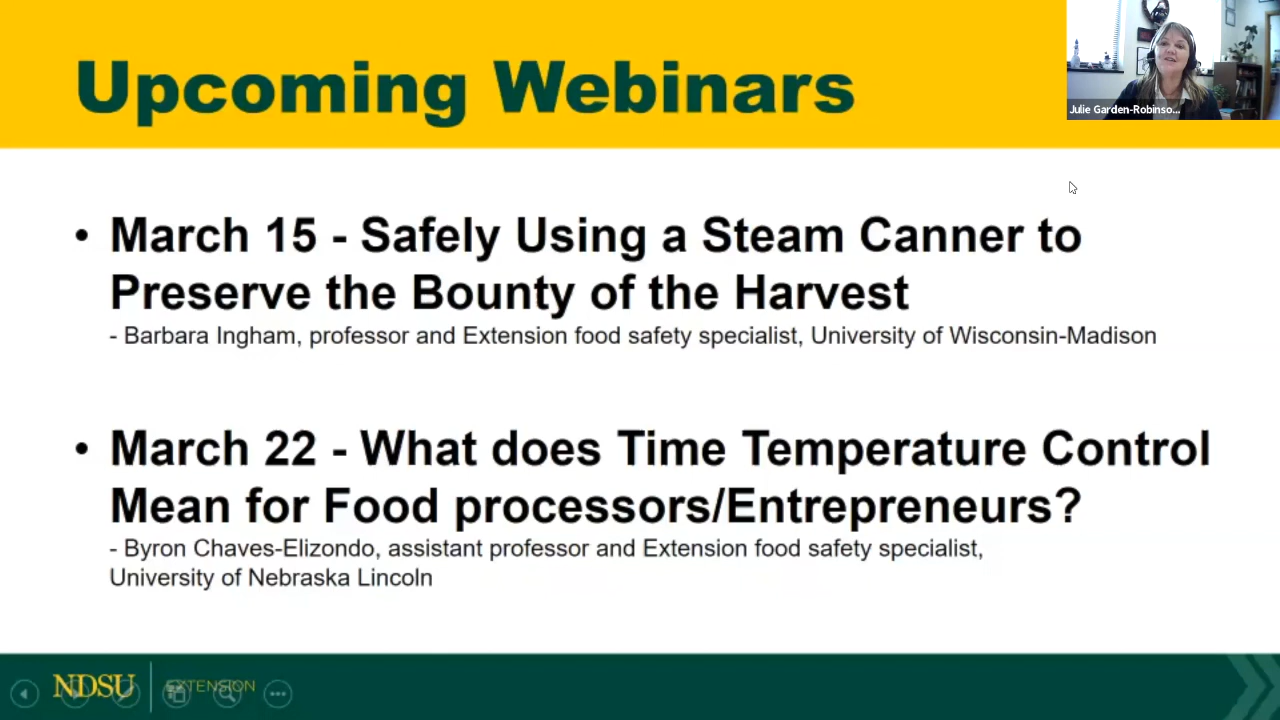 Upcoming Webinars
Julie Garden-Robinso...
• March 15 - Safely Using a Steam Canner to
Preserve the Bounty of the Harvest
- Barbara Ingham, professor and Extension food safety specialist, University of Wisconsin-Madison
• March 22 - What does Time Temperature Control
Mean for Food processors/Entrepreneurs?
- Byron Chaves-Elizondo, assistant professor and Extension food safety specialist,
University of Nebraska Lincoln
NDSU EXTENSION